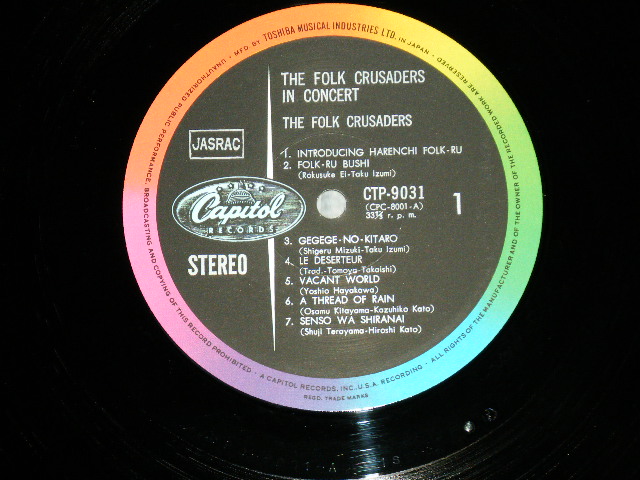 MFD. BY TOSHIBA MUSICAL INDUSTRIES LTD. IN JAPAN · ALL RIGHTS OF THE MANUFACTURER AND OF THE OWNER OF THE RECORDED WORK ARE RESERVED
UNAUTHORIZED PUBLIC PERFORMANCE, BROADCASTING AND COPYING OF THIS RECORD PROHIBITED · A CAPITOL RECORDS, INC., U.S.A. RECORDING ·
REGD. TRADE MARKS
THE FOLK CRUSADERS
IN CONCERT
THE FOLK CRUSADERS
JASRAC
1. INTRODUCING HARENCHI FOLK-RU
2. FOLK-RU BUSHI
(Rokusuke Ei-Taku Izumi)
Capitol
RECORDS
CTP-9031
(CPC-8001-A)
33⅓ r. p. m.
1
STEREO
3. GEGEGE-NO-KITARO
(Shigeru Mizuki-Taku Izumi)
4. LE DESERTEUR
(Trad.-Tomoya-Takaishi)
5. VACANT WORLD
(Yoshio Hayakawa)
6. A THREAD OF RAIN
(Osamu Kitayama-Kazuhiko Kato)
7. SENSO WA SHIRANAI
(Shuji Terayama-Hiroshi Kato)